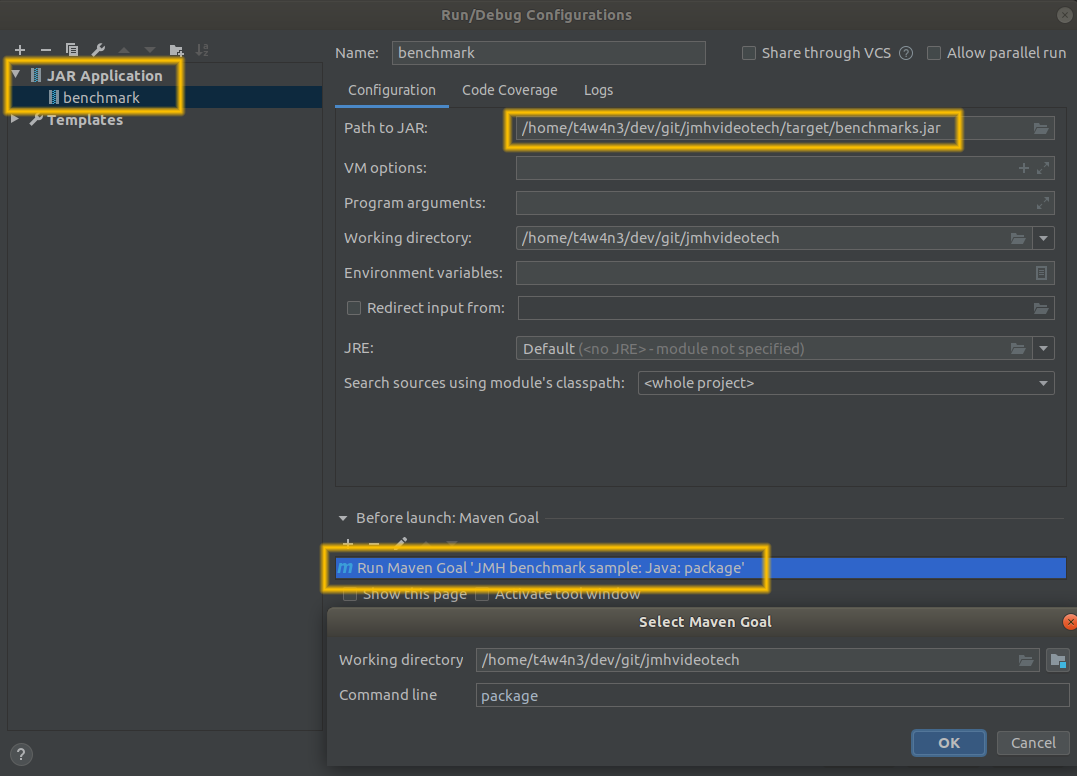 Run/Debug Configurations
Name: benchmark Share through VCS ? Allow parallel run
JAR Application
benchmark
Templates
Configuration Code Coverage Logs
Path to JAR: /home/t4w4n3/dev/git/jmhvideotech/target/benchmarks.jar
VM options:
Program arguments:
Working directory: /home/t4w4n3/dev/git/jmhvideotech
Environment variables:
Redirect input from:
JRE: Default (<no JRE> - module not specified)
Search sources using module's classpath: <whole project>
Before launch: Maven Goal
m Run Maven Goal 'JMH benchmark sample: Java: package'
Show this page Activate tool window
Select Maven Goal
Working directory /home/t4w4n3/dev/git/jmhvideotech
Command line package
OK Cancel
?